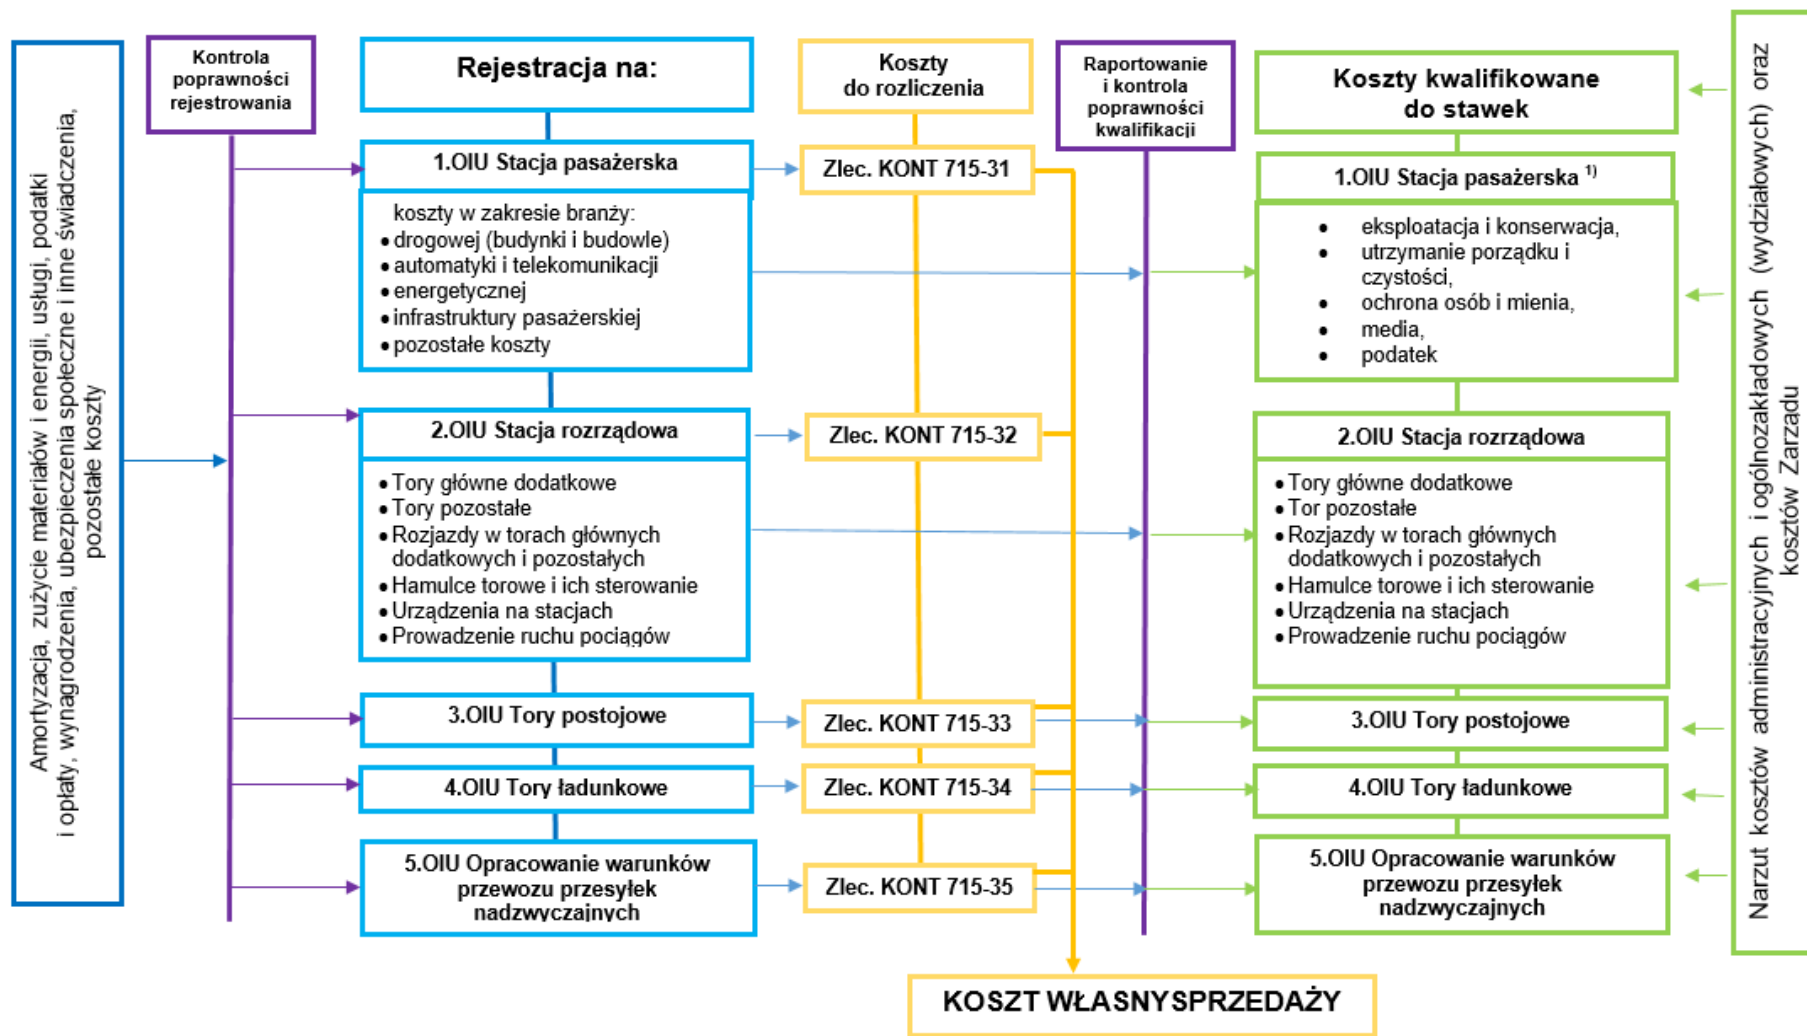 Amortyzacja, zużycie materiałów i energii, usługi, podatki
i opłaty, wynagrodzenia, ubezpieczenia społeczne i inne świadczenia,
pozostałe koszty
Kontrola
poprawności
rejestrowania
Rejestracja na:
1.OIU Stacja pasażerska
koszty w zakresie branży:
• drogowej (budynki i budowle)
• automatyki i telekomunikacji
• energetycznej
• infrastruktury pasażerskiej
• pozostałe koszty
2.OIU Stacja rozrządowa
• Tory główne dodatkowe
• Tory pozostałe
• Rozjazdy w torach głównych
dodatkowych i pozostałych
• Hamulce torowe i ich sterowanie
• Urządzenia na stacjach
• Prowadzenie ruchu pociągów
3.OIU Tory postojowe
4.OIU Tory ładunkowe
5.OIU Opracowanie warunków
przewozu przesyłek
nadzwyczajnych
Koszty
do rozliczenia
Zlec. KONT 715-31
Zlec. KONT 715-32
Zlec. KONT 715-33
Zlec. KONT 715-34
Zlec. KONT 715-35
KOSZT WŁASNYSPRZEDAŻY
Raportowanie
i kontrola
poprawności
kwalifikacji
Koszty kwalifikowane
do stawek
1.OIU Stacja pasażerska ¹⁾
• eksploatacja i konserwacja,
• utrzymanie porządku i
czystości,
• ochrona osób i mienia,
• media,
• podatek
2.OIU Stacja rozrządowa
• Tory główne dodatkowe
• Tor pozostałe
• Rozjazdy w torach głównych
dodatkowych i pozostałych
• Hamulce torowe i ich sterowanie
• Urządzenia na stacjach
• Prowadzenie ruchu pociągów
3.OIU Tory postojowe
4.OIU Tory ładunkowe
5.OIU Opracowanie warunków
przewozu przesyłek
nadzwyczajnych
Narzut kosztów administracyjnych i ogólnozakładowych (wydziałowych) oraz
kosztów Zarządu